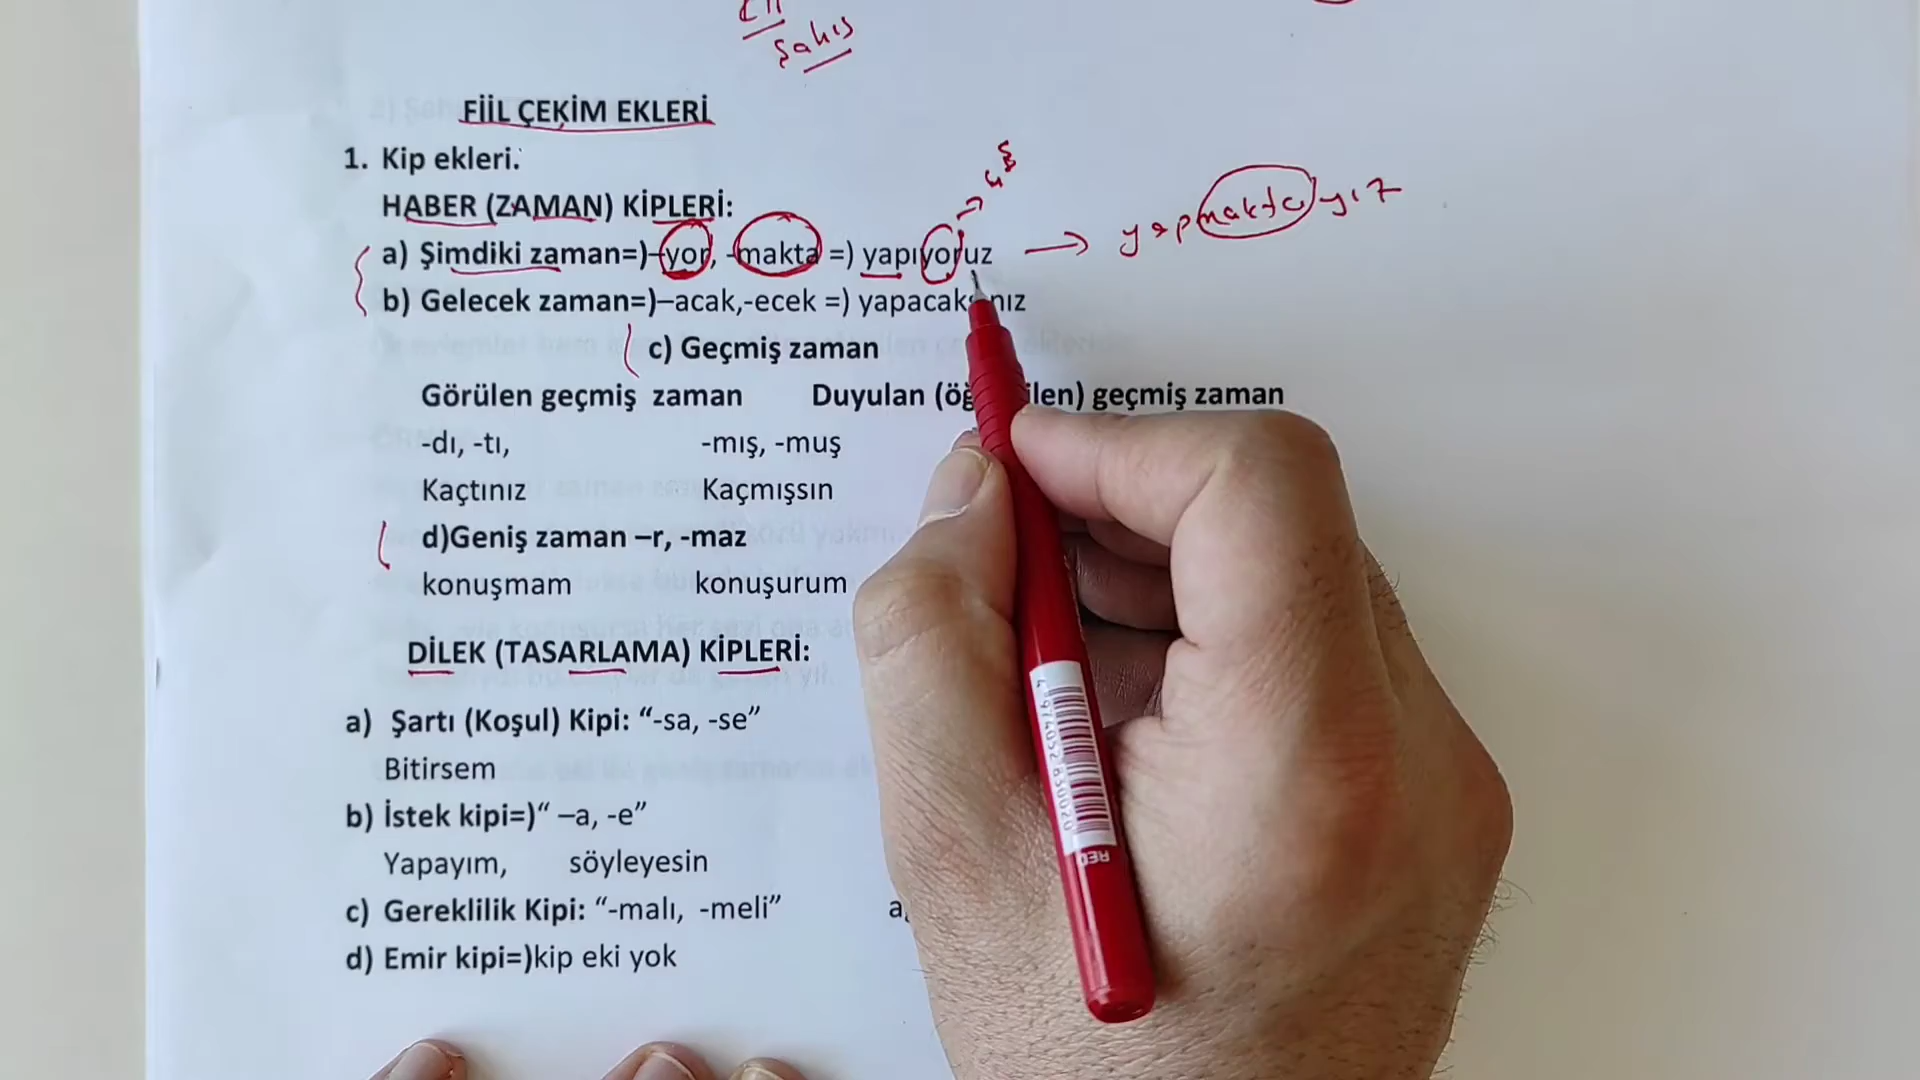 şahıs
FİİL ÇEKİM EKLERİ
1. Kip ekleri.
HABER (ZAMAN) KİPLERİ:
a) Şimdiki zaman=)-yor, -makta =) yapıyoruz → yapmaktayız
b) Gelecek zaman=)–acak,-ecek =) yapacaksınız
c) Geçmiş zaman
Görülen geçmiş zaman Duyulan (öğrenilen) geçmiş zaman
-dı, -tı, -mış, -muş
Kaçtınız Kaçmışsın
d)Geniş zaman –r, -maz
konuşmam konuşurum
DİLEK (TASARLAMA) KİPLERİ:
a) Şartı (Koşul) Kipi: “-sa, -se”
Bitirsem
b) İstek kipi=)“ –a, -e”
Yapayım, söyleyesin
c) Gereklilik Kipi: “-malı, -meli”
d) Emir kipi=)kip eki yok
RED